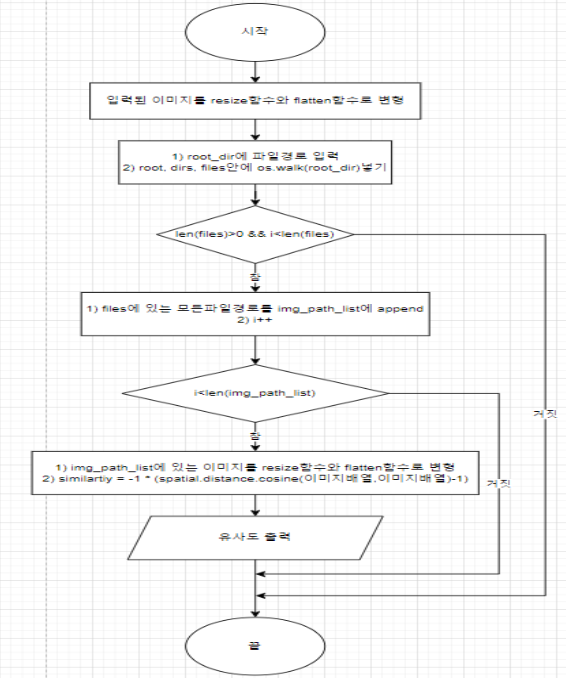 시작
입력된 이미지를 resize함수와 flatten함수로 변형
1) root_dir에 파일경로 입력
2) root, dirs, files안에 os.walk(root_dir)넣기
len(files)>0 && i<len(files)
참
1) files에 있는 모든파일경로를 img_path_list에 append
2) i++
i<len(img_path_list)
거짓
참
1) img_path_list에 있는 이미지를 resize함수와 flatten함수로 변형
2) similartiy = -1 * (spatial.distance.cosine(이미지배열,이미지배열)-1)
거짓
유사도 출력
끝